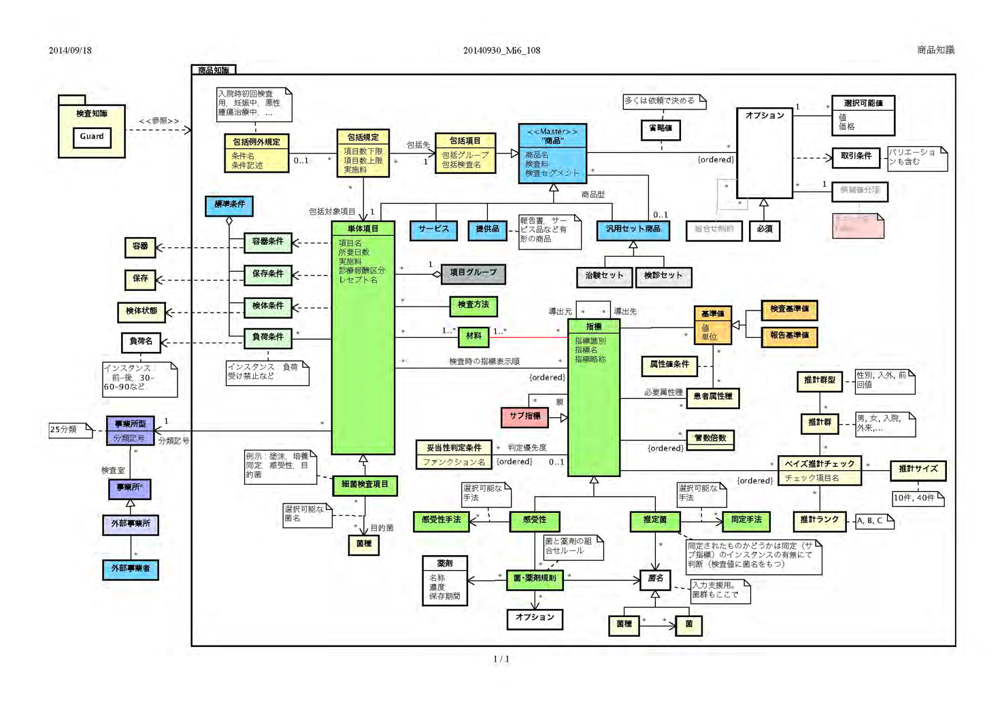 2014/09/18
20140930_Mi6_108
商品知識
商品知識
検査知識
Guard
<<参照>>
入院時初回検査
用，妊娠中，悪性
腫瘍治療中，...
包括例外規定
条件名
条件記述
0..1
*
包括規定
項目数下限
項目数上限
実施料
*
包括先
1
*
包括項目
包括グループ
包括検査名
<<Master>>
"商品"
商品名
検査料
検査セグメント
*
商品型
多くは依頼で決める
省略値
*
{ordered}
オプション
1
*
選択可能値
値
価格
取引条件
バリエーショ
ンも含む
*
1
候補値分類
*
*
組合せ制約
必須
包括対象項目
1
サービス
提供品
報告書，サー
ビス品など有
形の商品
0..1
汎用セット商品
治験セット
検診セット
標準条件
容器
容器条件
保存
保存条件
検体状態
検体条件
負荷名
負荷条件
*
インスタンス：
前-後，30-
60-90など
インスタンス：負荷
受け禁止など
単体項目
項目名
所要日数
実施料
診療報酬区分
レセプト名
*
1
項目グループ
*
検査方法
*
1..*
材料
1..*
*
*
検査時の指標表示順
*
{ordered}
導出元
*
*
導出先
指標
指標識別
指標名
指標略称
*
基準値
値
単位
検査基準値
報告基準値
*
属性値条件
*
必要属性種
*
患者属性種
*
親
サブ指標
*
{ordered}
管数倍数
妥当性判定条件
ファンクション名
*
判定優先度
{ordered}
0..1
推計群型
性別，入外，前
回値
*
推計群
男，女，入院，
外来,...
*
*
{ordered}
ベイズ推計チェック
チェック項目名
*
推計サイズ
10件，40件
*
推計ランク
A，B，C
25分類
事業所型
分類記号
1
分類記号
*
*
検査室
事業所*
外部事業所
*
外部事業者
例示：塗沫，培養
同定，感受性，目
的菌
細菌検査項目
*
選択可能な
菌名
*
目的菌
菌種
選択可能な
手法
感受性手法
*
感受性
選択可能な
手法
推定菌
*
同定手法
菌と薬剤の組
合せルール
*
同定されたものかどうかは同定（サ
ブ指標）のインスタンスの有無にて
判断（検査値に菌名をもつ）
*
薬剤
名称
濃度
保存期間
*
菌・薬剤規則
*
*
菌名
入力支援用。
菌群もここで
*
オプション
菌種
*
*
菌
1 / 1